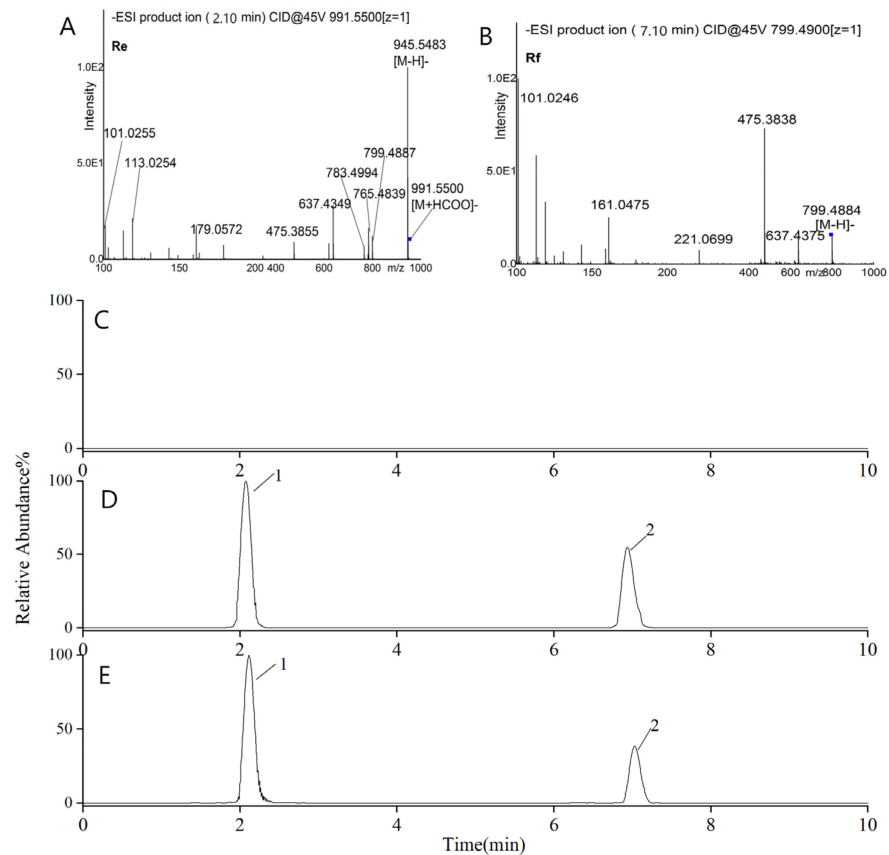 A
-ESI product ion ( 2.10 min) CID@45V 991.5500[z=1]
Re
945.5483
[M-H]-
1.0E2
Intensity
101.0255
113.0254
799.4887
5.0E1
783.4994
765.4839
991.5500
[M+HCOO]-
637.4349
179.0572
475.3855
0.0
100 150 200 400 600 800 m/z 1000
B
-ESI product ion ( 7.10 min) CID@45V 799.4900[z=1]
Rf
1.0E2
Intensity
101.0246
475.3838
5.0E1
161.0475
799.4884
[M-H]-
221.0699
637.4375
0.0
100 150 200 400 600 m/z 800 1000
Relative Abundance%
C
100
50
0
0 2 4 6 8 10
D
100
50
0
1
2
0 2 4 6 8 10
E
100
50
0
1
2
0 2 4 6 8 10
Time(min)